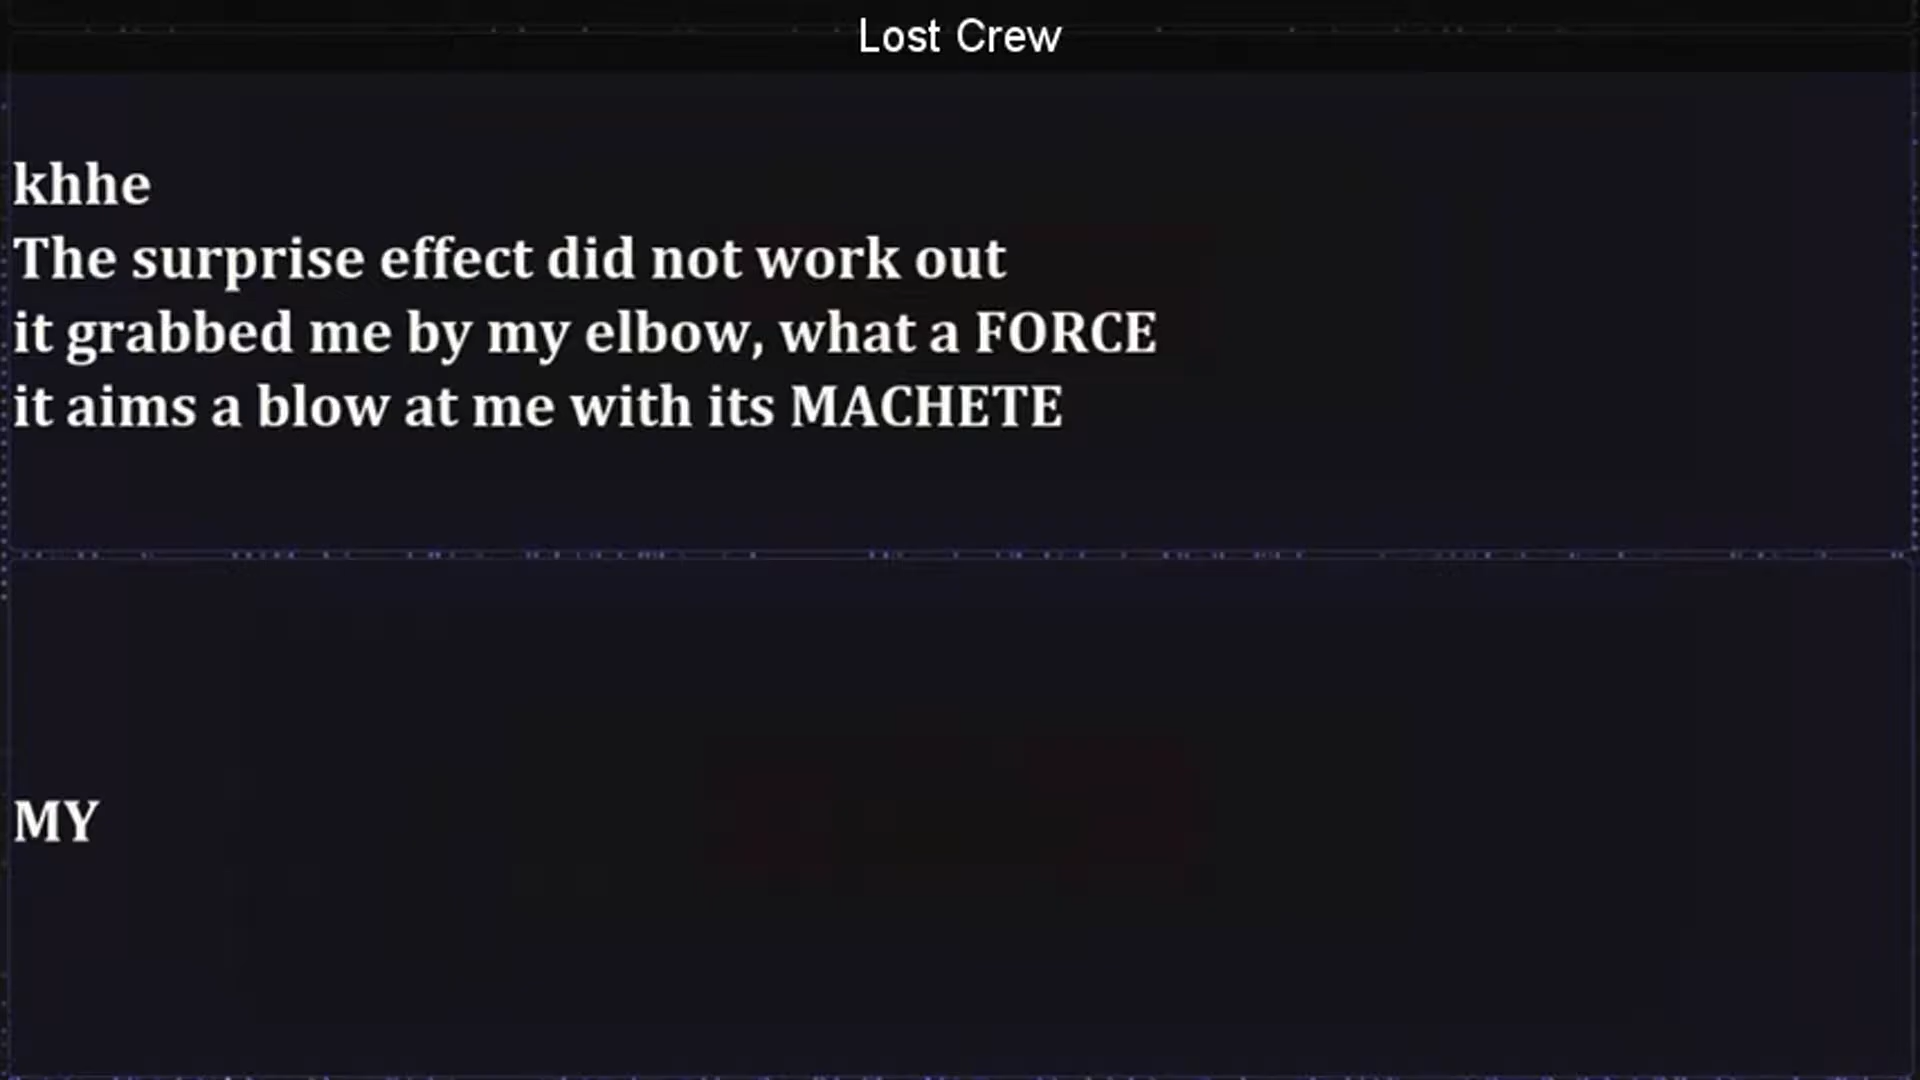 Lost Crew
khhe
The surprise effect did not work out
it grabbed me by my elbow, what a FORCE
it aims a blow at me with its MACHETE
MY